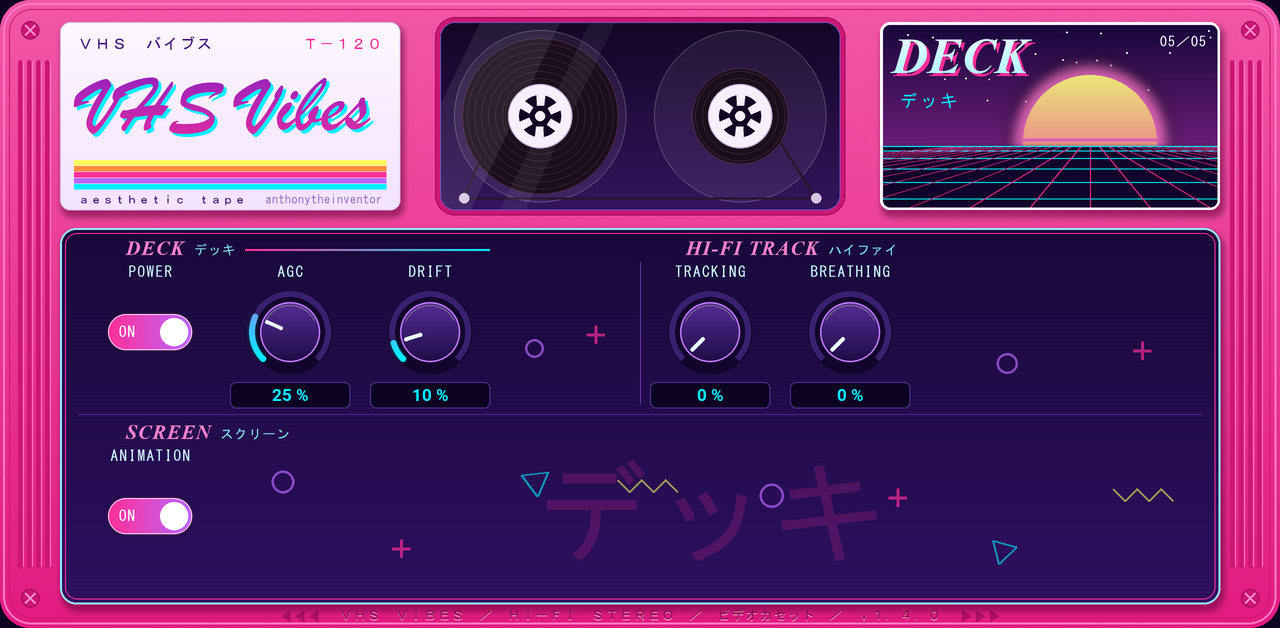 VHS バイブス
T-120
VHS Vibes
aesthetic tape
anthonytheinventor
DECK
05/05
デッキ
DECK デッキ
HI-FI TRACK ハイファイ
POWER
AGC
DRIFT
TRACKING
BREATHING
ON
25 %
10 %
0 %
0 %
SCREEN スクリーン
ANIMATION
ON
デッキ
VHS VIBES / HI-FI STEREO / ビデオカセット / v1.4.0